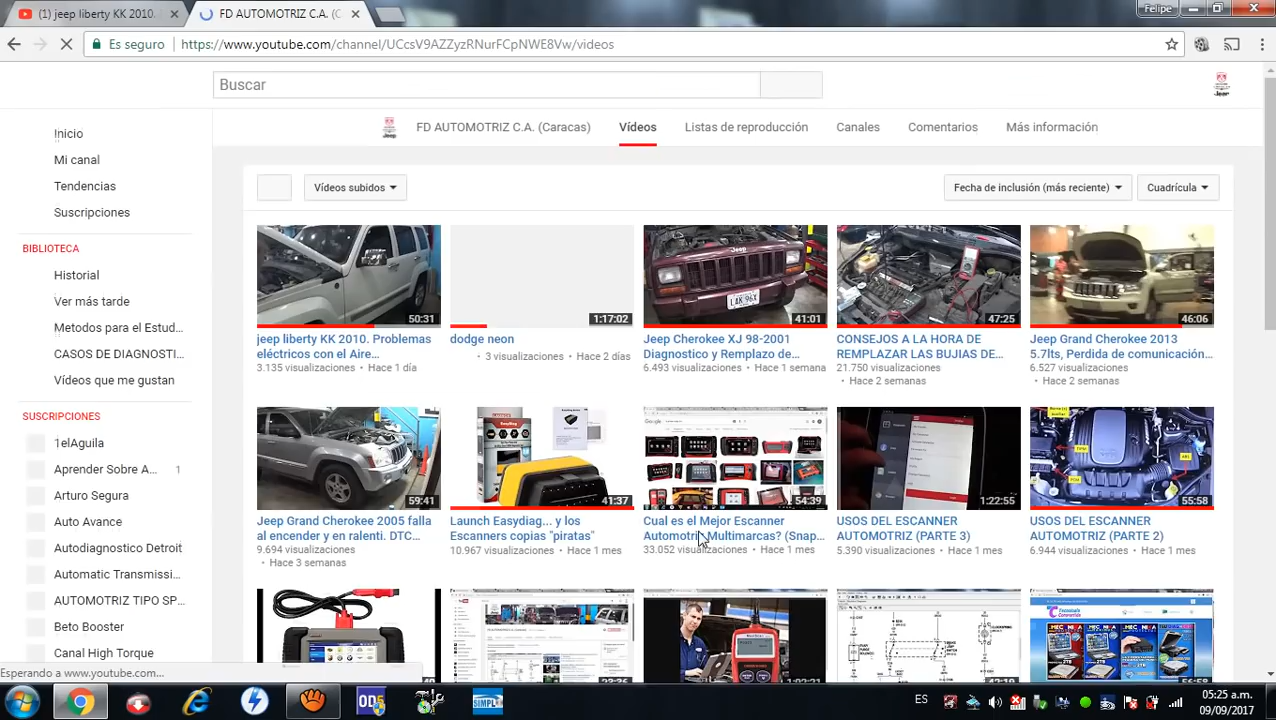 (1) jeep liberty KK 2010.
FD AUTOMOTRIZ C.A. (
Felipe
Es seguro
https://www.youtube.com/channel/UCcsV9AZZyzRNurFCpNWE8Vw/videos
Buscar
Jeep
Inicio
Mi canal
Tendencias
Suscripciones
BIBLIOTECA
Historial
Ver más tarde
Metodos para el Estud...
CASOS DE DIAGNOSTI...
Vídeos que me gustan
SUSCRIPCIONES
1elAguila
Aprender Sobre A...
1
Arturo Segura
Auto Avance
Autodiagnostico Detroit
Automatic Transmissi...
Beto Booster
Canal High Torque
FD AUTOMOTRIZ C.A. (Caracas)
Vídeos
Listas de reproducción
Canales
Comentarios
Más información
Vídeos subidos
Fecha de inclusión (más reciente)
Cuadrícula
50:31
jeep liberty KK 2010. Problemas
eléctricos con el Aire...
3.135 visualizaciones • Hace 1 día
1:17:02
dodge neon
• 3 visualizaciones • Hace 2 días
Jeep
41:01
Jeep Cherokee XJ 98-2001
Diagnostico y Remplazo de...
6.493 visualizaciones • Hace 1 semana
47:25
CONSEJOS A LA HORA DE
REMPLAZAR LAS BUJIAS DE...
21.750 visualizaciones
• Hace 2 semanas
46:06
Jeep Grand Cherokee 2013
5.7lts, Perdida de comunicación...
6.527 visualizaciones
• Hace 2 semanas
59:41
Jeep Grand Cherokee 2005 falla
al encender y en ralenti. DTC...
9.694 visualizaciones
• Hace 3 semanas
41:37
Launch Easydiag... y los
Escanners copias "piratas"
10.967 visualizaciones • Hace 1 mes
54:39
Cual es el Mejor Escanner
Automotriz Multimarcas? (Snap...
33.052 visualizaciones • Hace 1 mes
1:22:55
USOS DEL ESCANNER
AUTOMOTRIZ (PARTE 3)
5.390 visualizaciones • Hace 1 mes
ABS
55:58
USOS DEL ESCANNER
AUTOMOTRIZ (PARTE 2)
6.944 visualizaciones • Hace 1 mes
ES
05:25 a.m.
09/09/2017